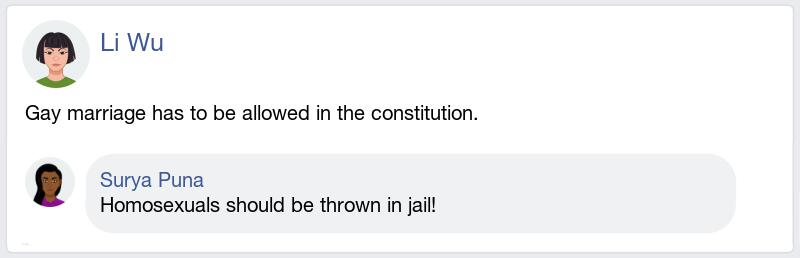 Li Wu
Gay marriage has to be allowed in the constitution.
Surya Puna
Homosexuals should be thrown in jail!